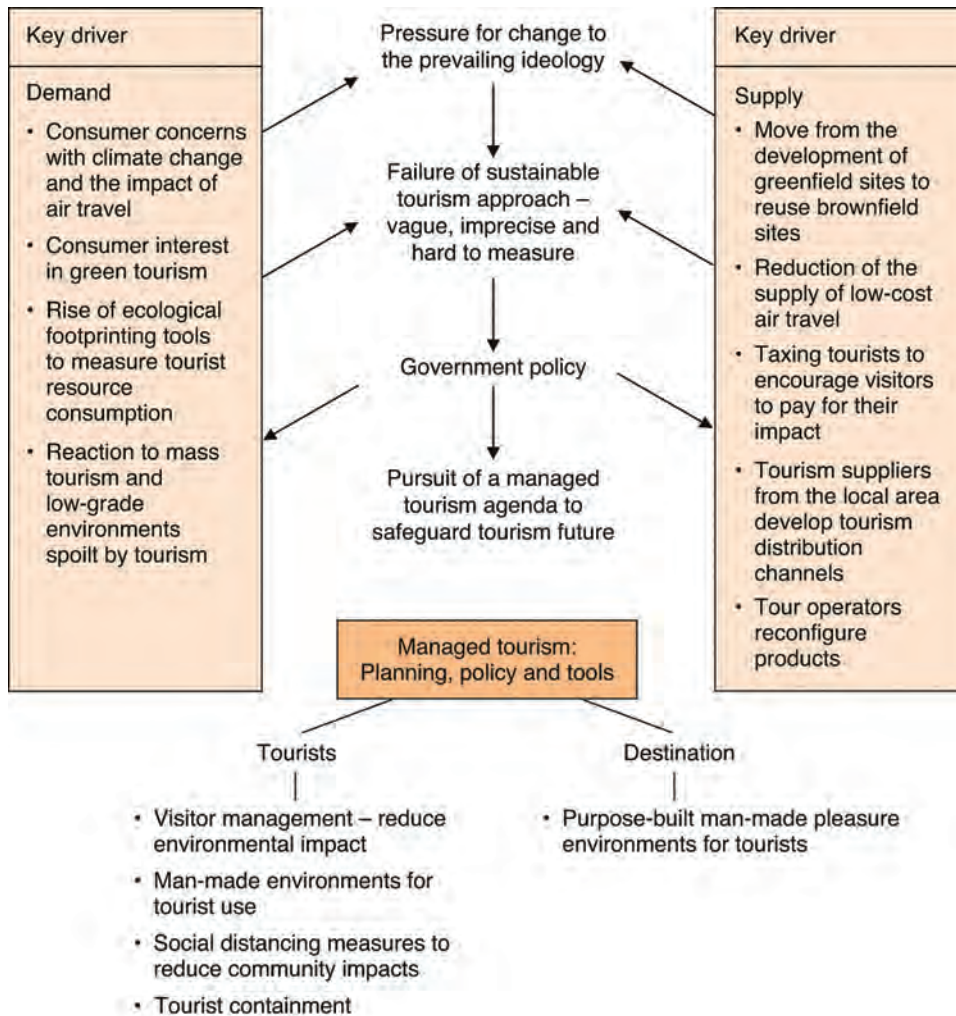 Key driver
Demand
• Consumer concerns
with climate change
and the impact of
air travel
• Consumer interest
in green tourism
• Rise of ecological
footprinting tools
to measure tourist
resource
consumption
• Reaction to mass
tourism and
low-grade
environments
spoilt by tourism
Pressure for change to
the prevailing ideology
Failure of sustainable
tourism approach –
vague, imprecise and
hard to measure
Government policy
Pursuit of a managed
tourism agenda to
safeguard tourism future
Key driver
Supply
• Move from the
development of
greenfield sites to
reuse brownfield
sites
• Reduction of the
supply of low-cost
air travel
• Taxing tourists to
encourage visitors
to pay for their
impact
• Tourism suppliers
from the local area
develop tourism
distribution
channels
• Tour operators
reconfigure
products
Managed tourism:
Planning, policy and tools
Tourists
• Visitor management – reduce
environmental impact
• Man-made environments for
tourist use
• Social distancing measures to
reduce community impacts
• Tourist containment
Destination
• Purpose-built man-made pleasure
environments for tourists